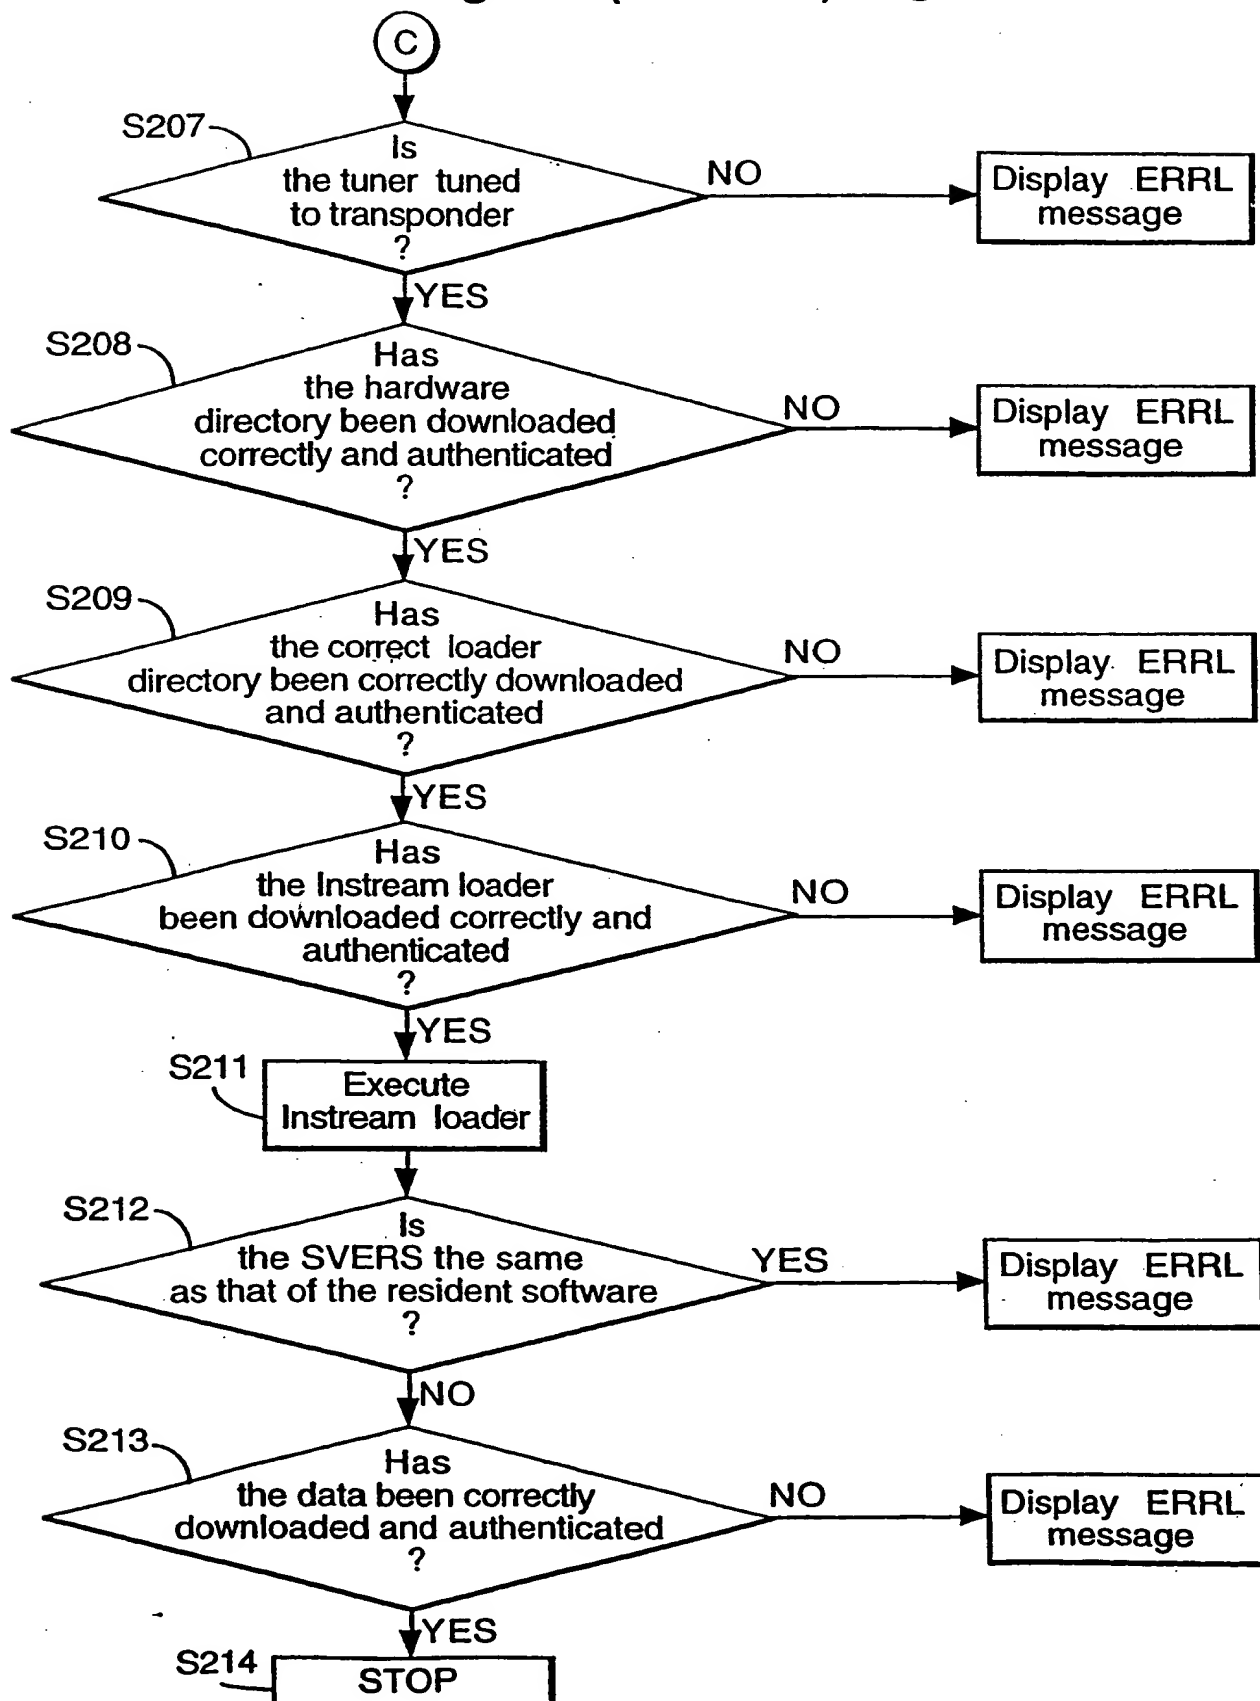 C
S207
Is
the tuner tuned
to transponder
?
NO
Display ERRL
message
YES
S208
Has
the hardware
directory been downloaded
correctly and authenticated
?
NO
Display ERRL
message
YES
S209
Has
the correct loader
directory been correctly downloaded
and authenticated
?
NO
Display ERRL
message
YES
S210
Has
the Instream loader
been downloaded correctly and
authenticated
?
NO
Display ERRL
message
YES
S211
Execute
Instream loader
S212
Is
the SVERS the same
as that of the resident software
?
YES
Display ERRL
message
NO
S213
Has
the data been correctly
downloaded and authenticated
?
NO
Display ERRL
message
YES
S214
STOP